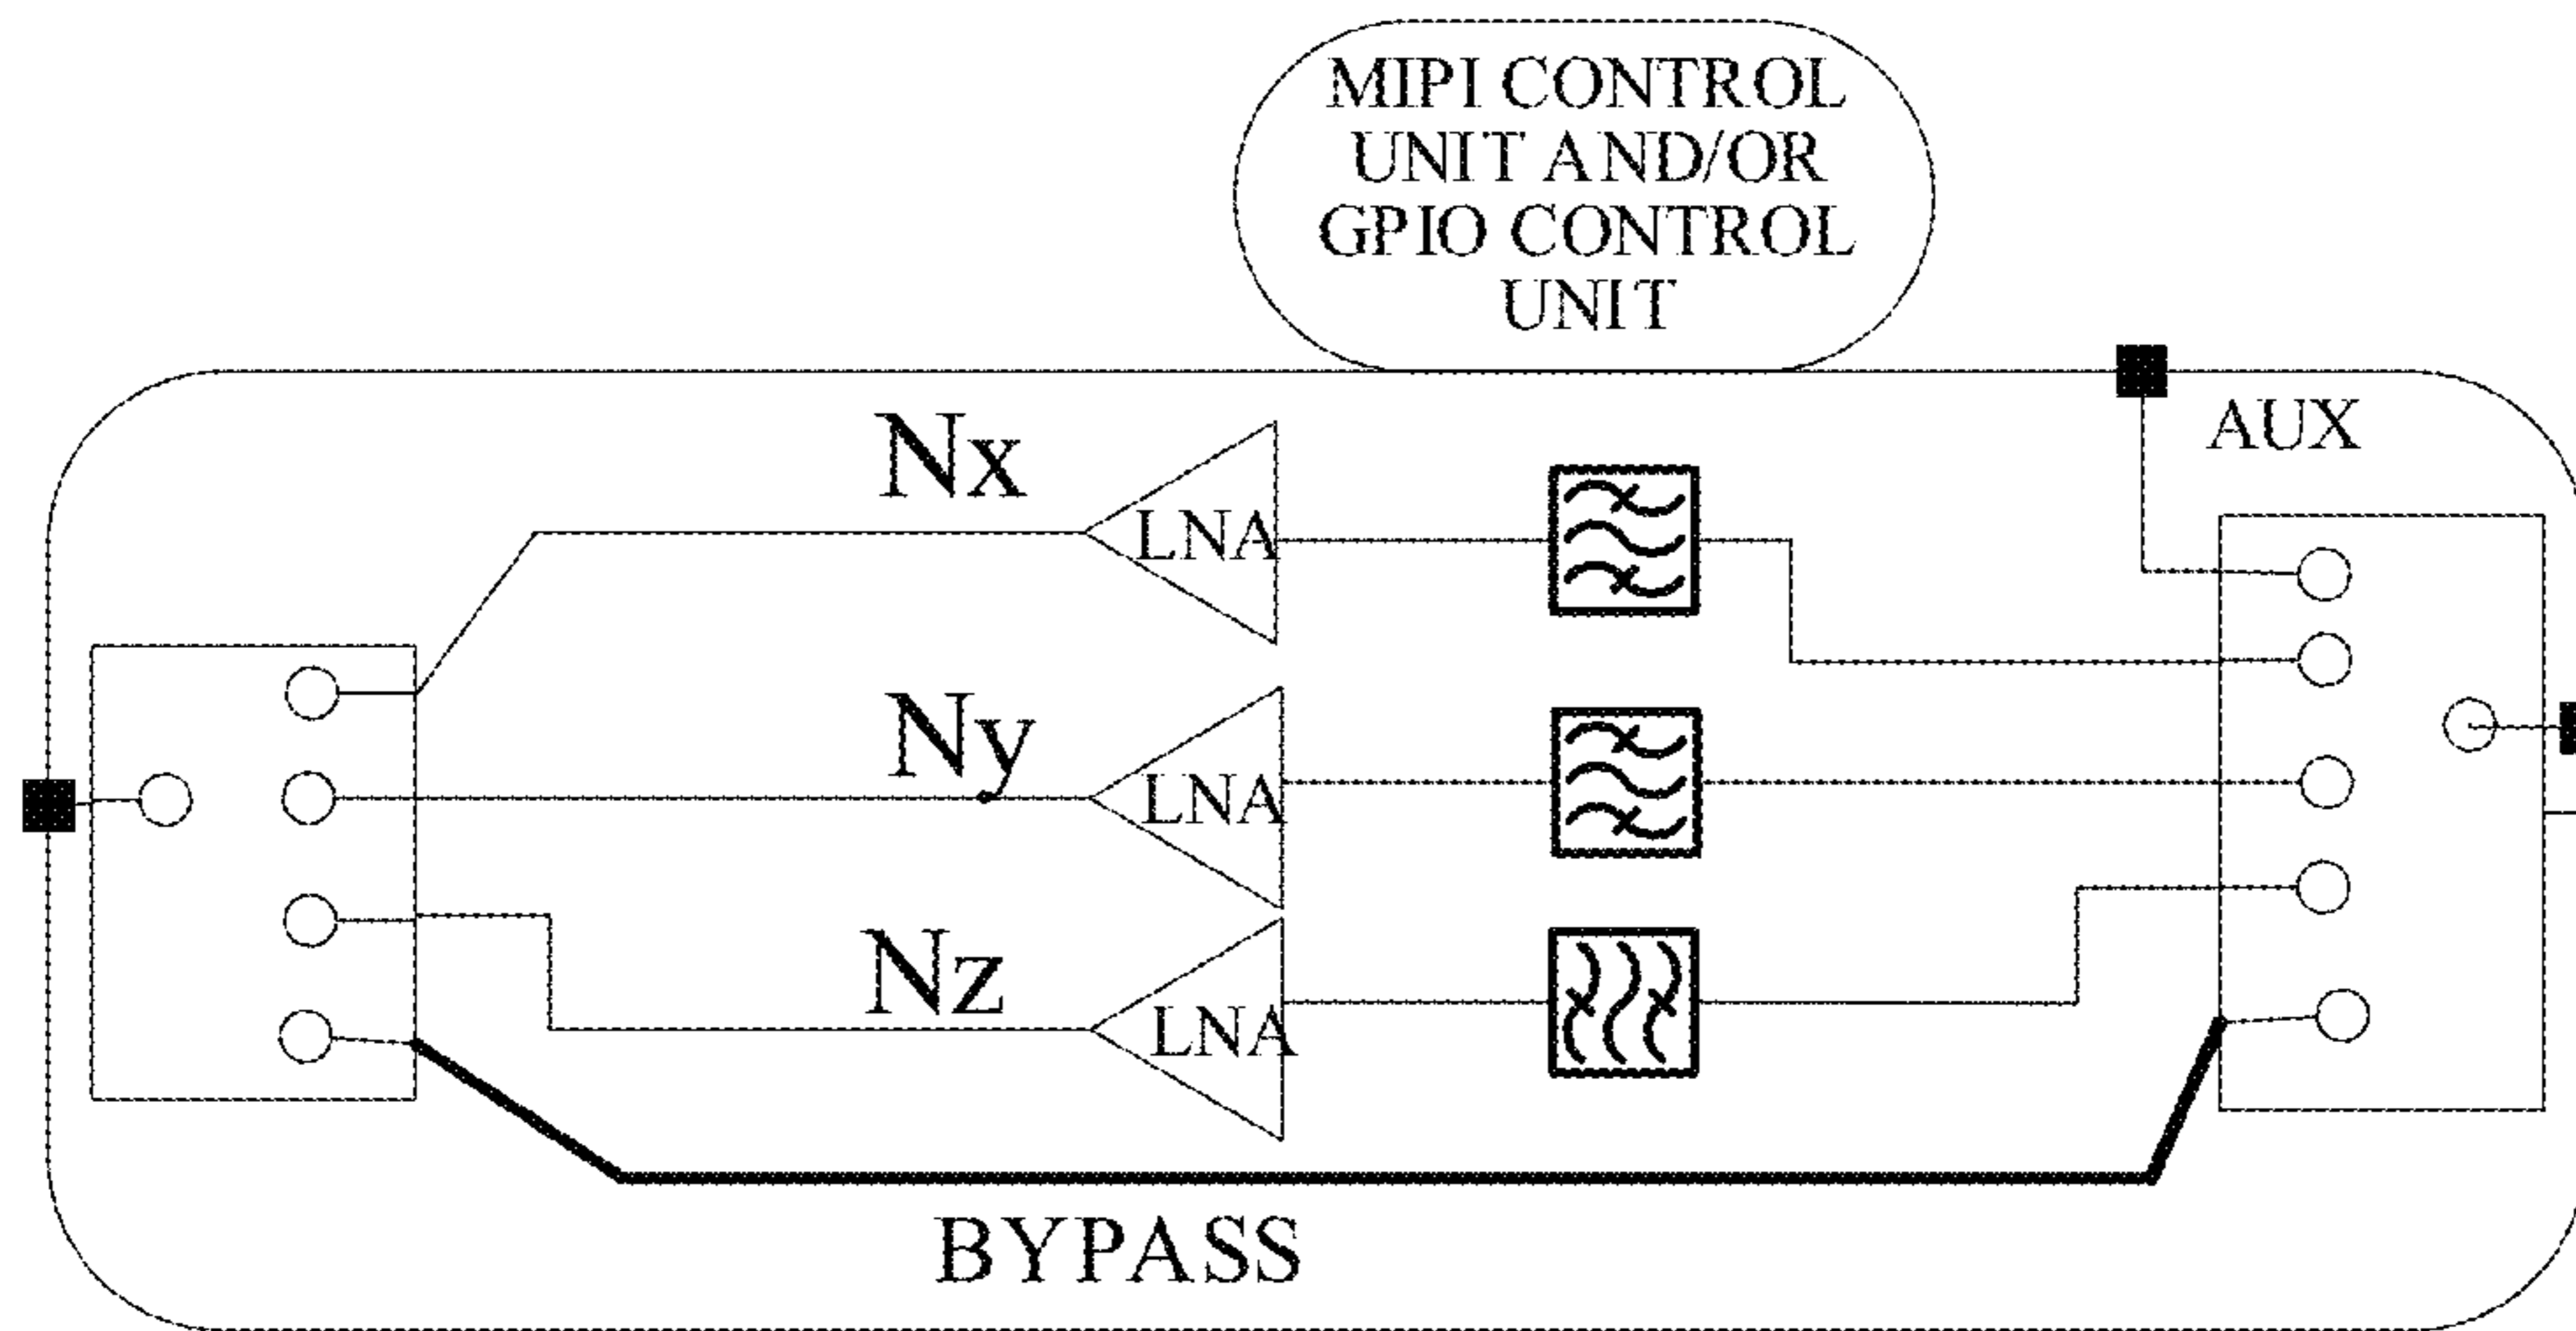 MIPI CONTROL
UNIT AND/OR
GPIO CONTROL
UNIT
AUX
Nx
LNA
Ny
LNA
Nz
LNA
BYPASS